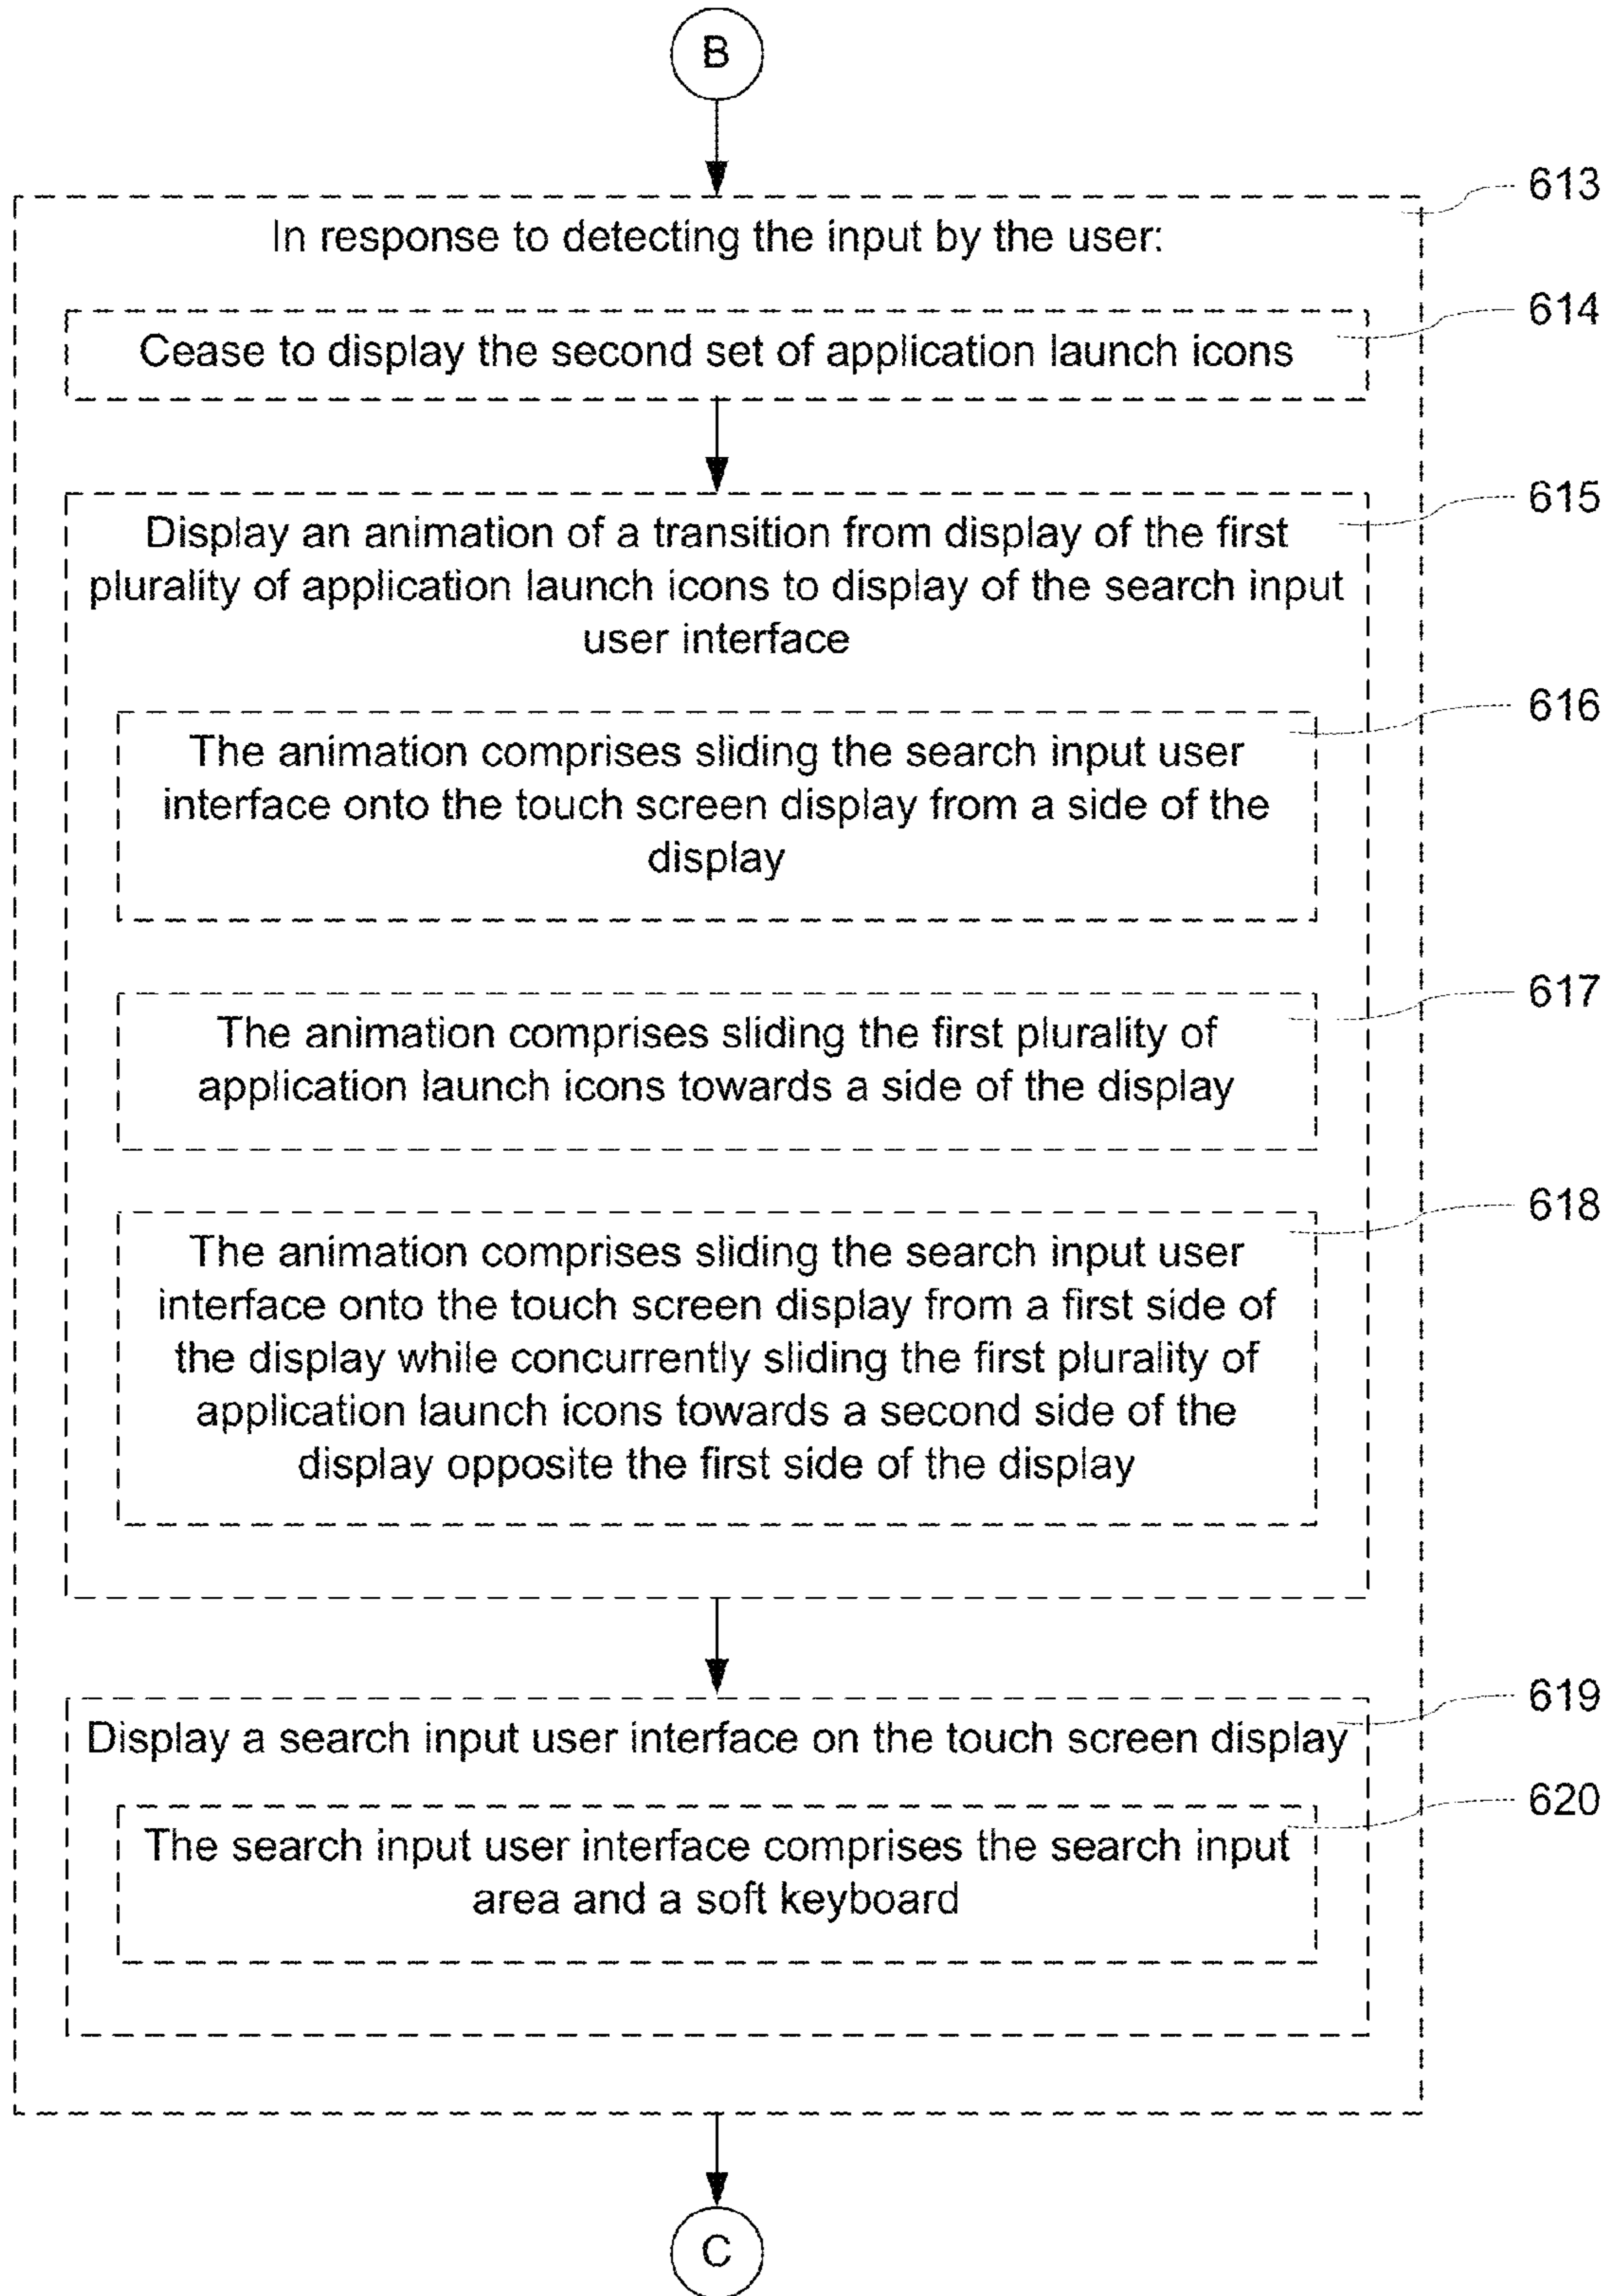 B
613
In response to detecting the input by the user:
614
Cease to display the second set of application launch icons
615
Display an animation of a transition from display of the first
plurality of application launch icons to display of the search input
user interface
616
The animation comprises sliding the search input user
interface onto the touch screen display from a side of the
display
617
The animation comprises sliding the first plurality of
application launch icons towards a side of the display
618
The animation comprises sliding the search input user
interface onto the touch screen display from a first side of
the display while concurrently sliding the first plurality of
application launch icons towards a second side of the
display opposite the first side of the display
619
Display a search input user interface on the touch screen display
620
The search input user interface comprises the search input
area and a soft keyboard
C